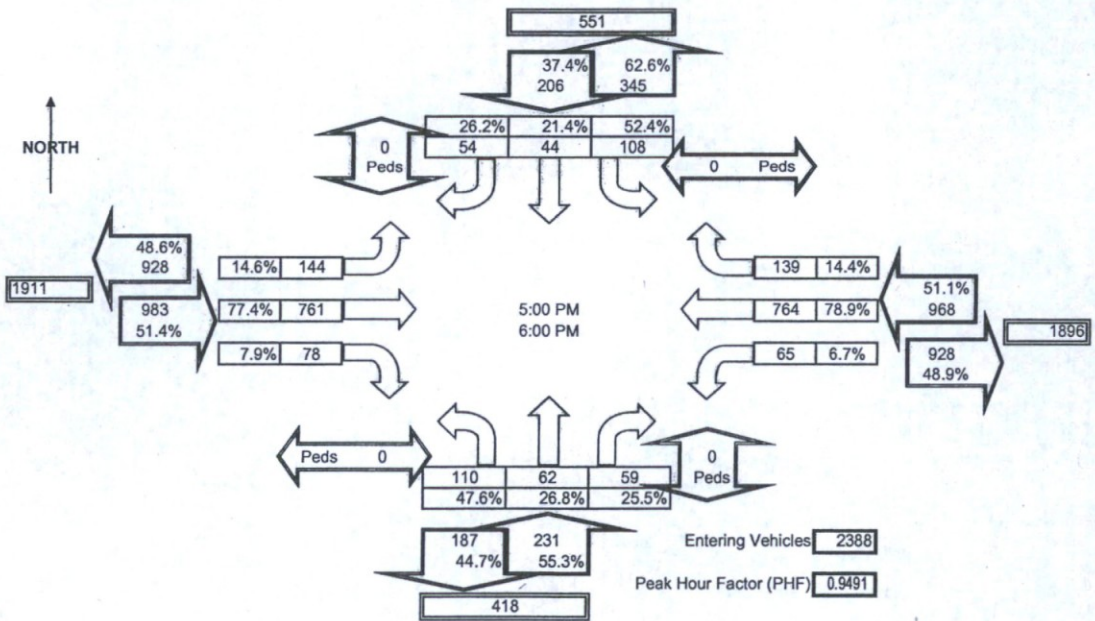 551
37.4% 62.6%
206 345
26.2% 21.4% 52.4%
54 44 108
NORTH
0
Peds
0 Peds
48.6%
928
1911
983
51.4%
14.6% 144
77.4% 761
7.9% 78
5:00 PM
6:00 PM
139 14.4%
764 78.9%
65 6.7%
51.1%
968
1896
928
48.9%
Peds 0
110 62 59
47.6% 26.8% 25.5%
0
Peds
187 231
44.7% 55.3%
418
Entering Vehicles 2388
Peak Hour Factor (PHF) 0.9491